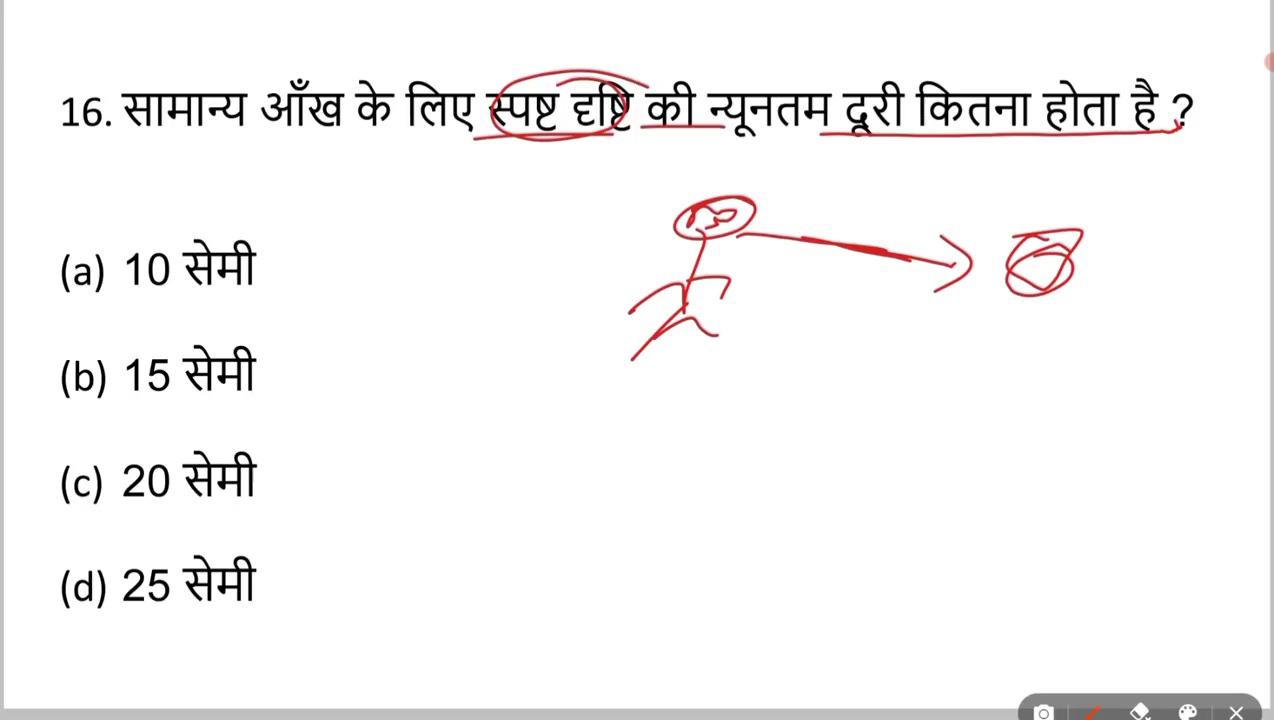 16. सामान्य आँख के लिए स्पष्ट दृष्टि की न्यूनतम दूरी कितना होता है ?
(a) 10 सेमी
(b) 15 सेमी
(c) 20 सेमी
(d) 25 सेमी